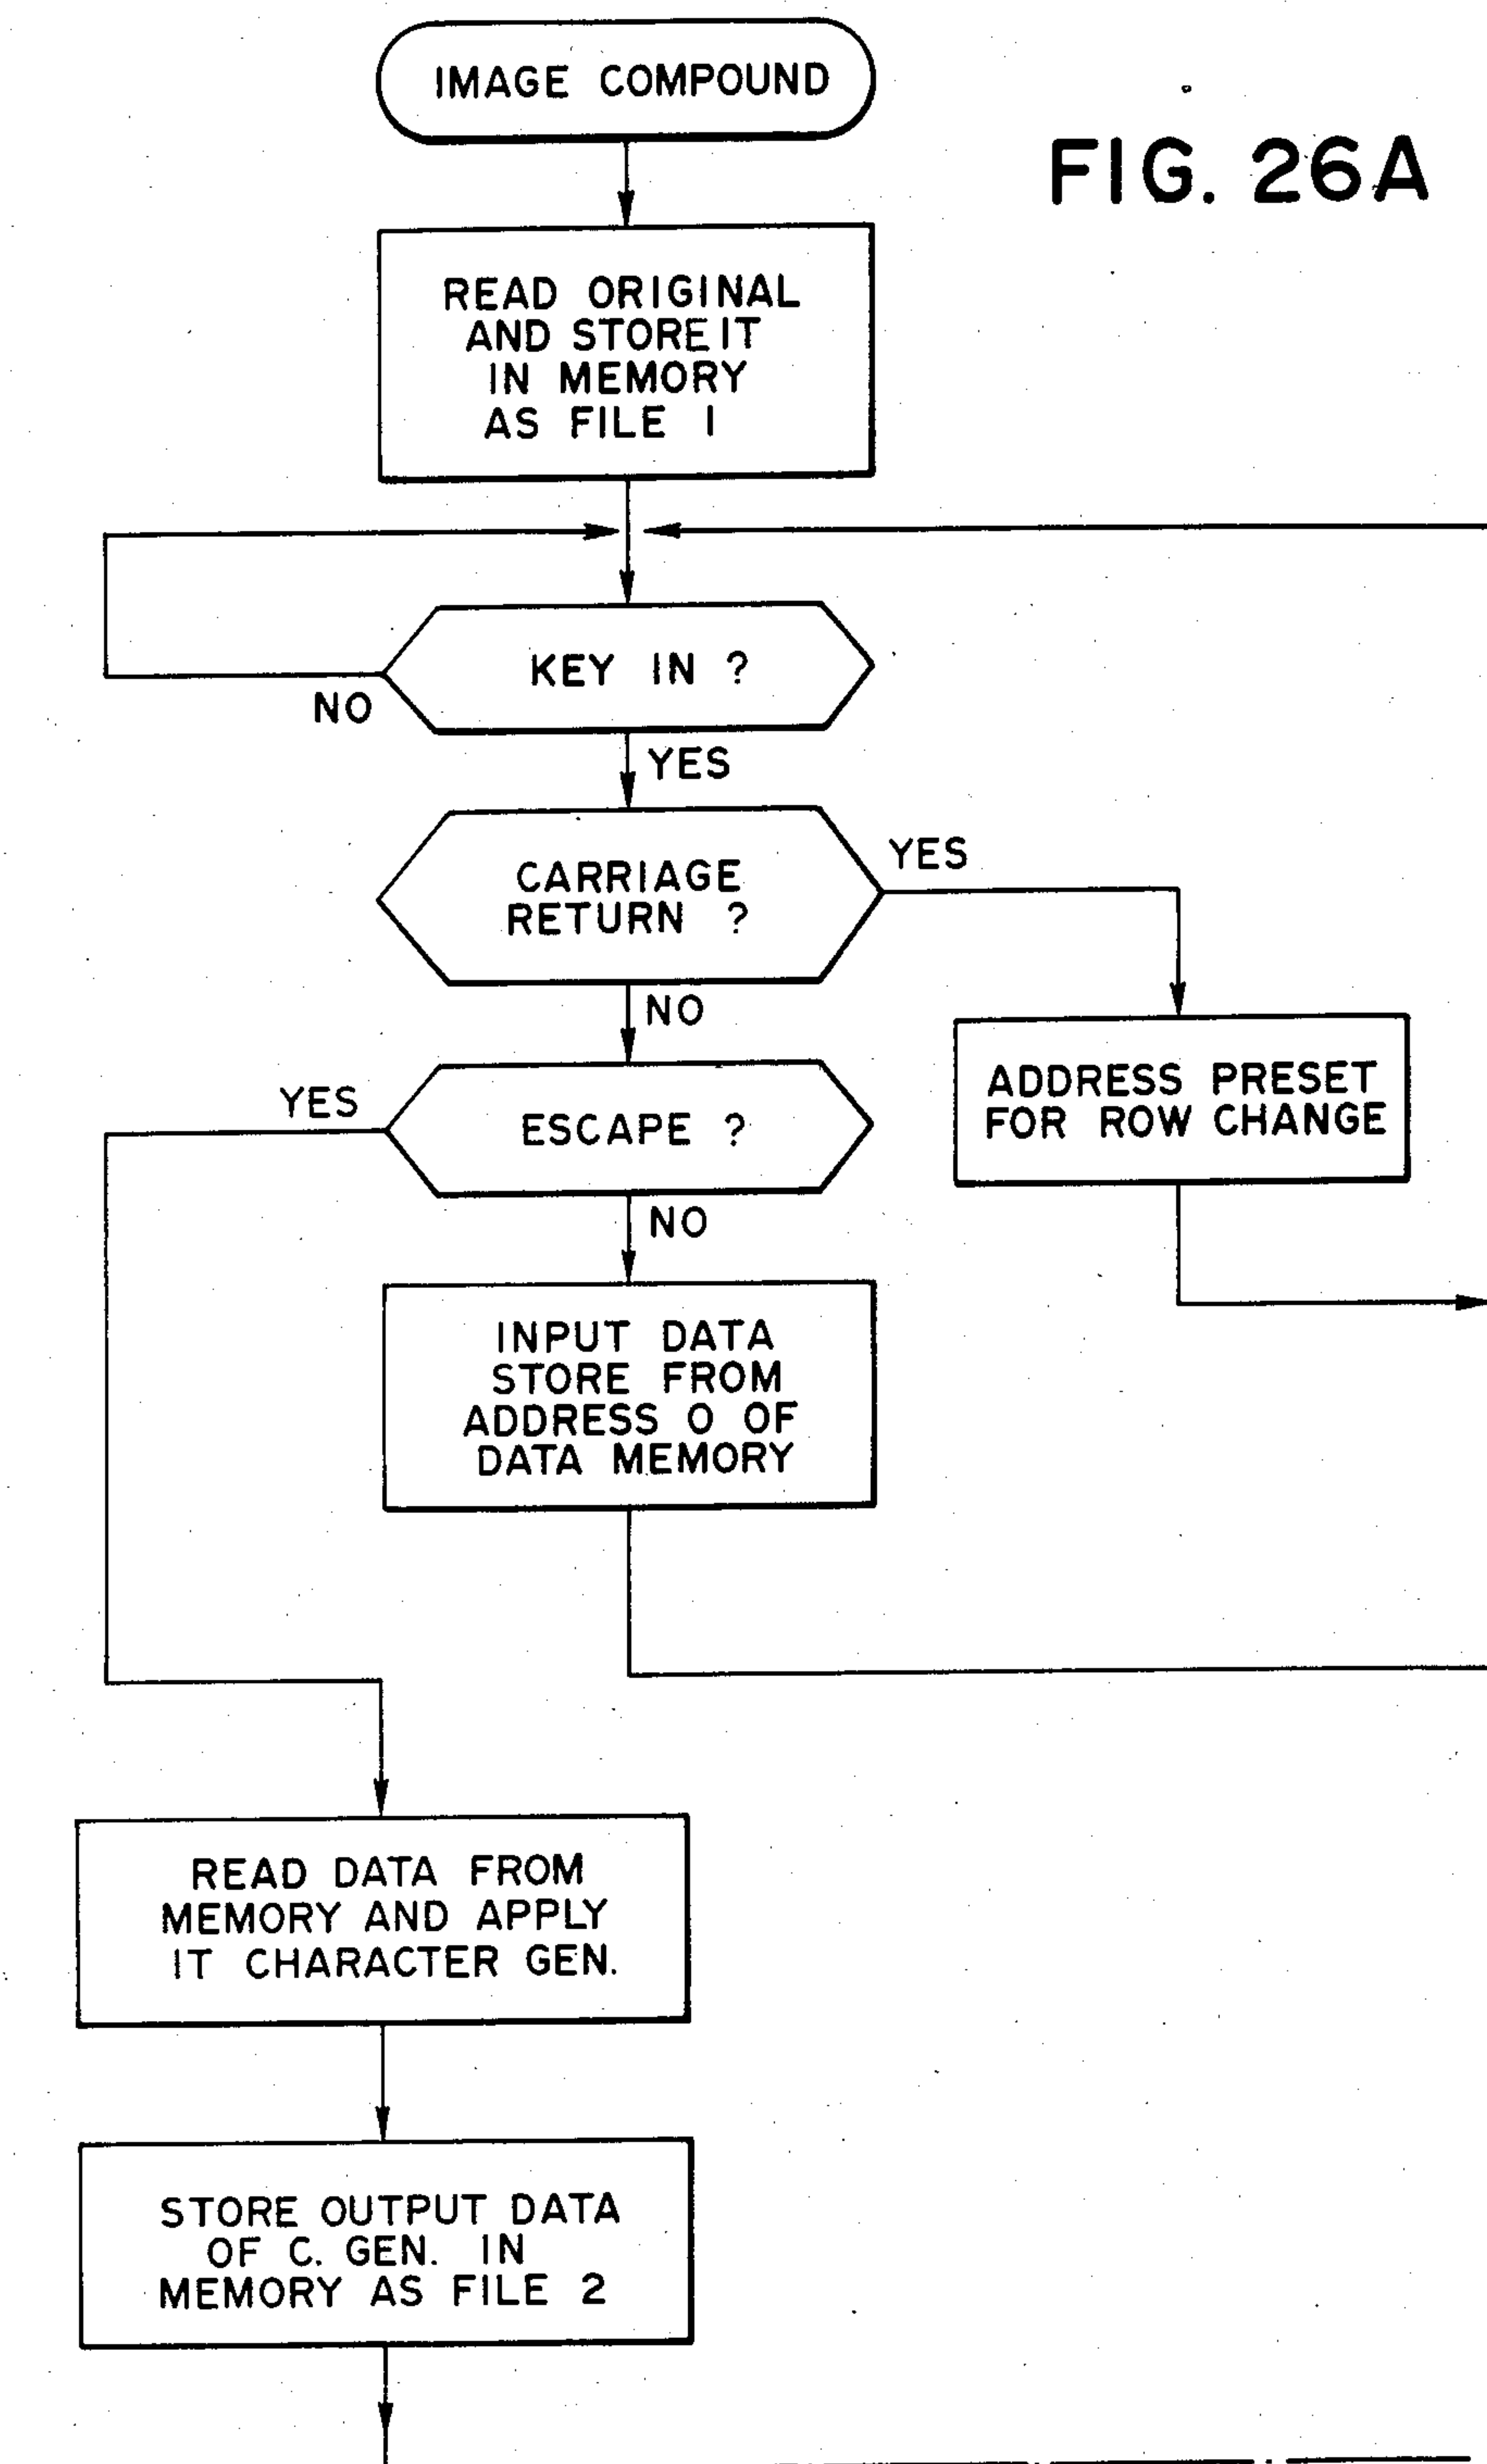 IMAGE COMPOUND
FIG. 26A
READ ORIGINAL
AND STORE IT
IN MEMORY
AS FILE 1
KEY IN ?
NO
YES
CARRIAGE
RETURN ?
YES
NO
ADDRESS PRESET
FOR ROW CHANGE
YES
ESCAPE ?
NO
INPUT DATA
STORE FROM
ADDRESS 0 OF
DATA MEMORY
READ DATA FROM
MEMORY AND APPLY
IT CHARACTER GEN.
STORE OUTPUT DATA
OF C. GEN. IN
MEMORY AS FILE 2